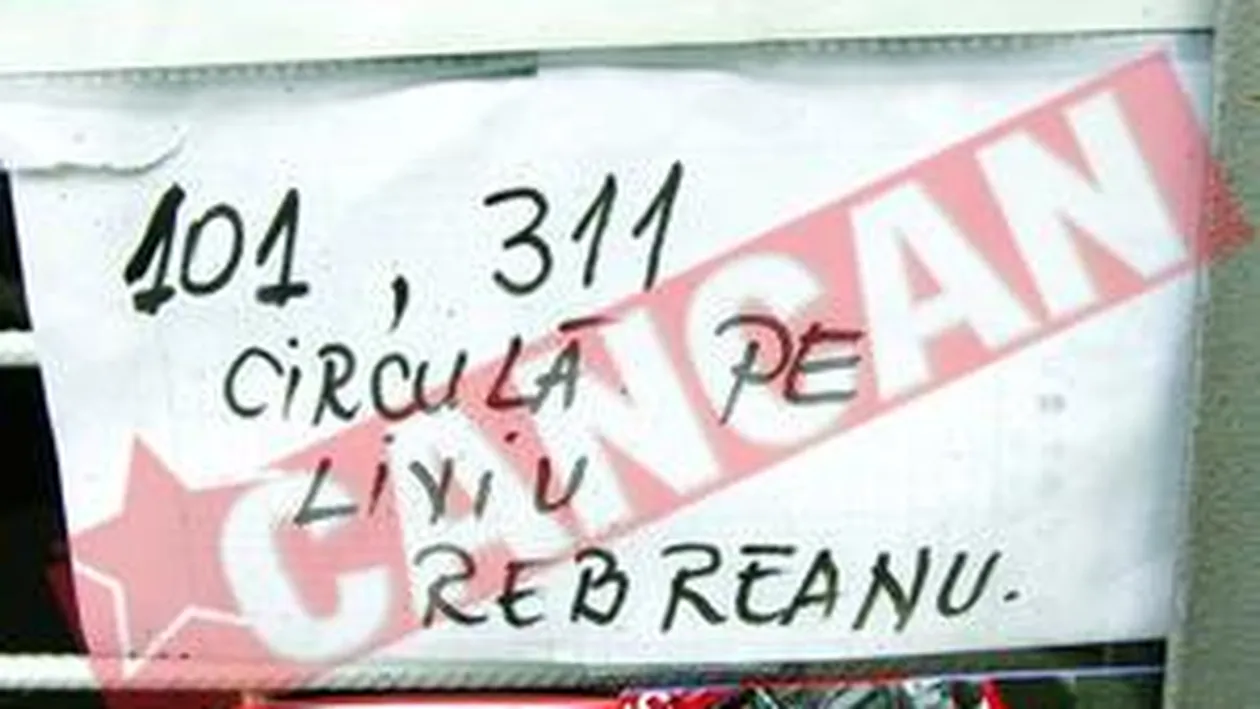 101, 311
CIRCULĂ PE
LIVIU
REBREANU.
CANCAN